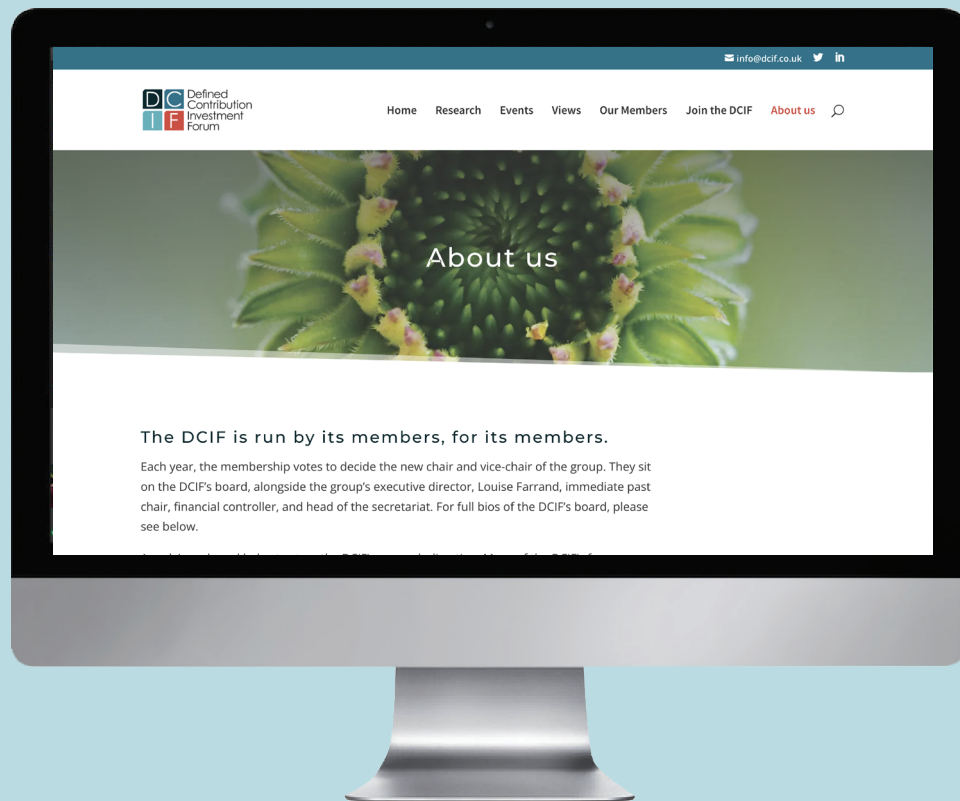 info@dcif.co.uk
D C
I F
Defined
Contribution
Investment
Forum
Home Research Events Views Our Members Join the DCIF About us
About us
The DCIF is run by its members, for its members.
Each year, the membership votes to decide the new chair and vice-chair of the group. They sit
on the DCIF’s board, alongside the group’s executive director, Louise Farrand, immediate past
chair, financial controller, and head of the secretariat. For full bios of the DCIF’s board, please
see below.